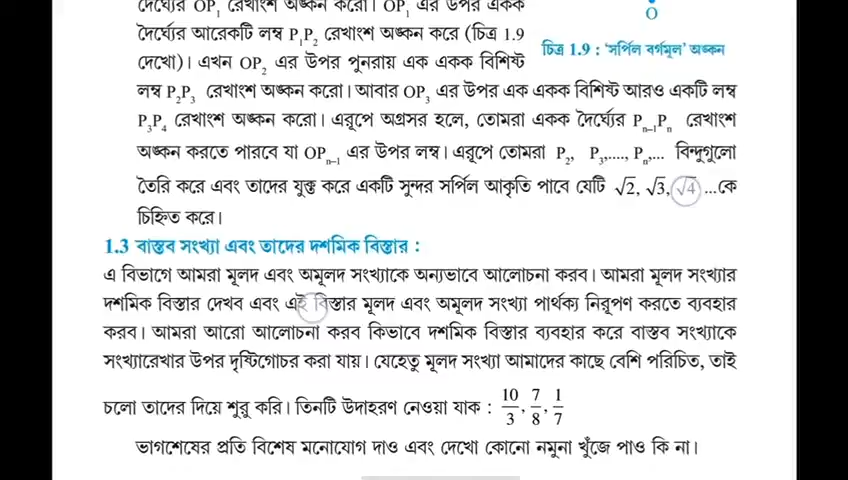 দৈর্ঘ্যের OP₁ রেখাংশ অঙ্কন করো। OP₁ এর উপর একক
O
দৈর্ঘ্যের আরেকটি লম্ব P₁P₂ রেখাংশ অঙ্কন করে (চিত্র 1.9
চিত্র 1.9 : 'সর্পিল বর্গমূল' অঙ্কন
দেখো)। এখন OP₂ এর উপর পুনরায় এক একক বিশিষ্ট
লম্ব P₂P₃ রেখাংশ অঙ্কন করো। আবার OP₃ এর উপর এক একক বিশিষ্ট আরও একটি লম্ব
P₃P₄ রেখাংশ অঙ্কন করো। এরূপে অগ্রসর হলে, তোমরা একক দৈর্ঘ্যের Pₙ₋₁Pₙ রেখাংশ
অঙ্কন করতে পারবে যা OPₙ₋₁ এর উপর লম্ব। এরূপে তোমরা P₂, P₃,...., Pₙ,... বিন্দুগুলো
তৈরি করে এবং তাদের যুক্ত করে একটি সুন্দর সর্পিল আকৃতি পাবে যেটি √2, √3, √4 ...কে
চিহ্নিত করে।
1.3 বাস্তব সংখ্যা এবং তাদের দশমিক বিস্তার :
এ বিভাগে আমরা মূলদ এবং অমূলদ সংখ্যাকে অন্যভাবে আলোচনা করব। আমরা মূলদ সংখ্যার
দশমিক বিস্তার দেখব এবং এই বিস্তার মূলদ এবং অমূলদ সংখ্যা পার্থক্য নিরূপণ করতে ব্যবহার
করব। আমরা আরো আলোচনা করব কিভাবে দশমিক বিস্তার ব্যবহার করে বাস্তব সংখ্যাকে
সংখ্যারেখার উপর দৃষ্টিগোচর করা যায়। যেহেতু মূলদ সংখ্যা আমাদের কাছে বেশি পরিচিত, তাই
চলো তাদের দিয়ে শুরু করি। তিনটি উদাহরণ নেওয়া যাক : 10/3, 7/8, 1/7
ভাগশেষের প্রতি বিশেষ মনোযোগ দাও এবং দেখো কোনো নমুনা খুঁজে পাও কি না।